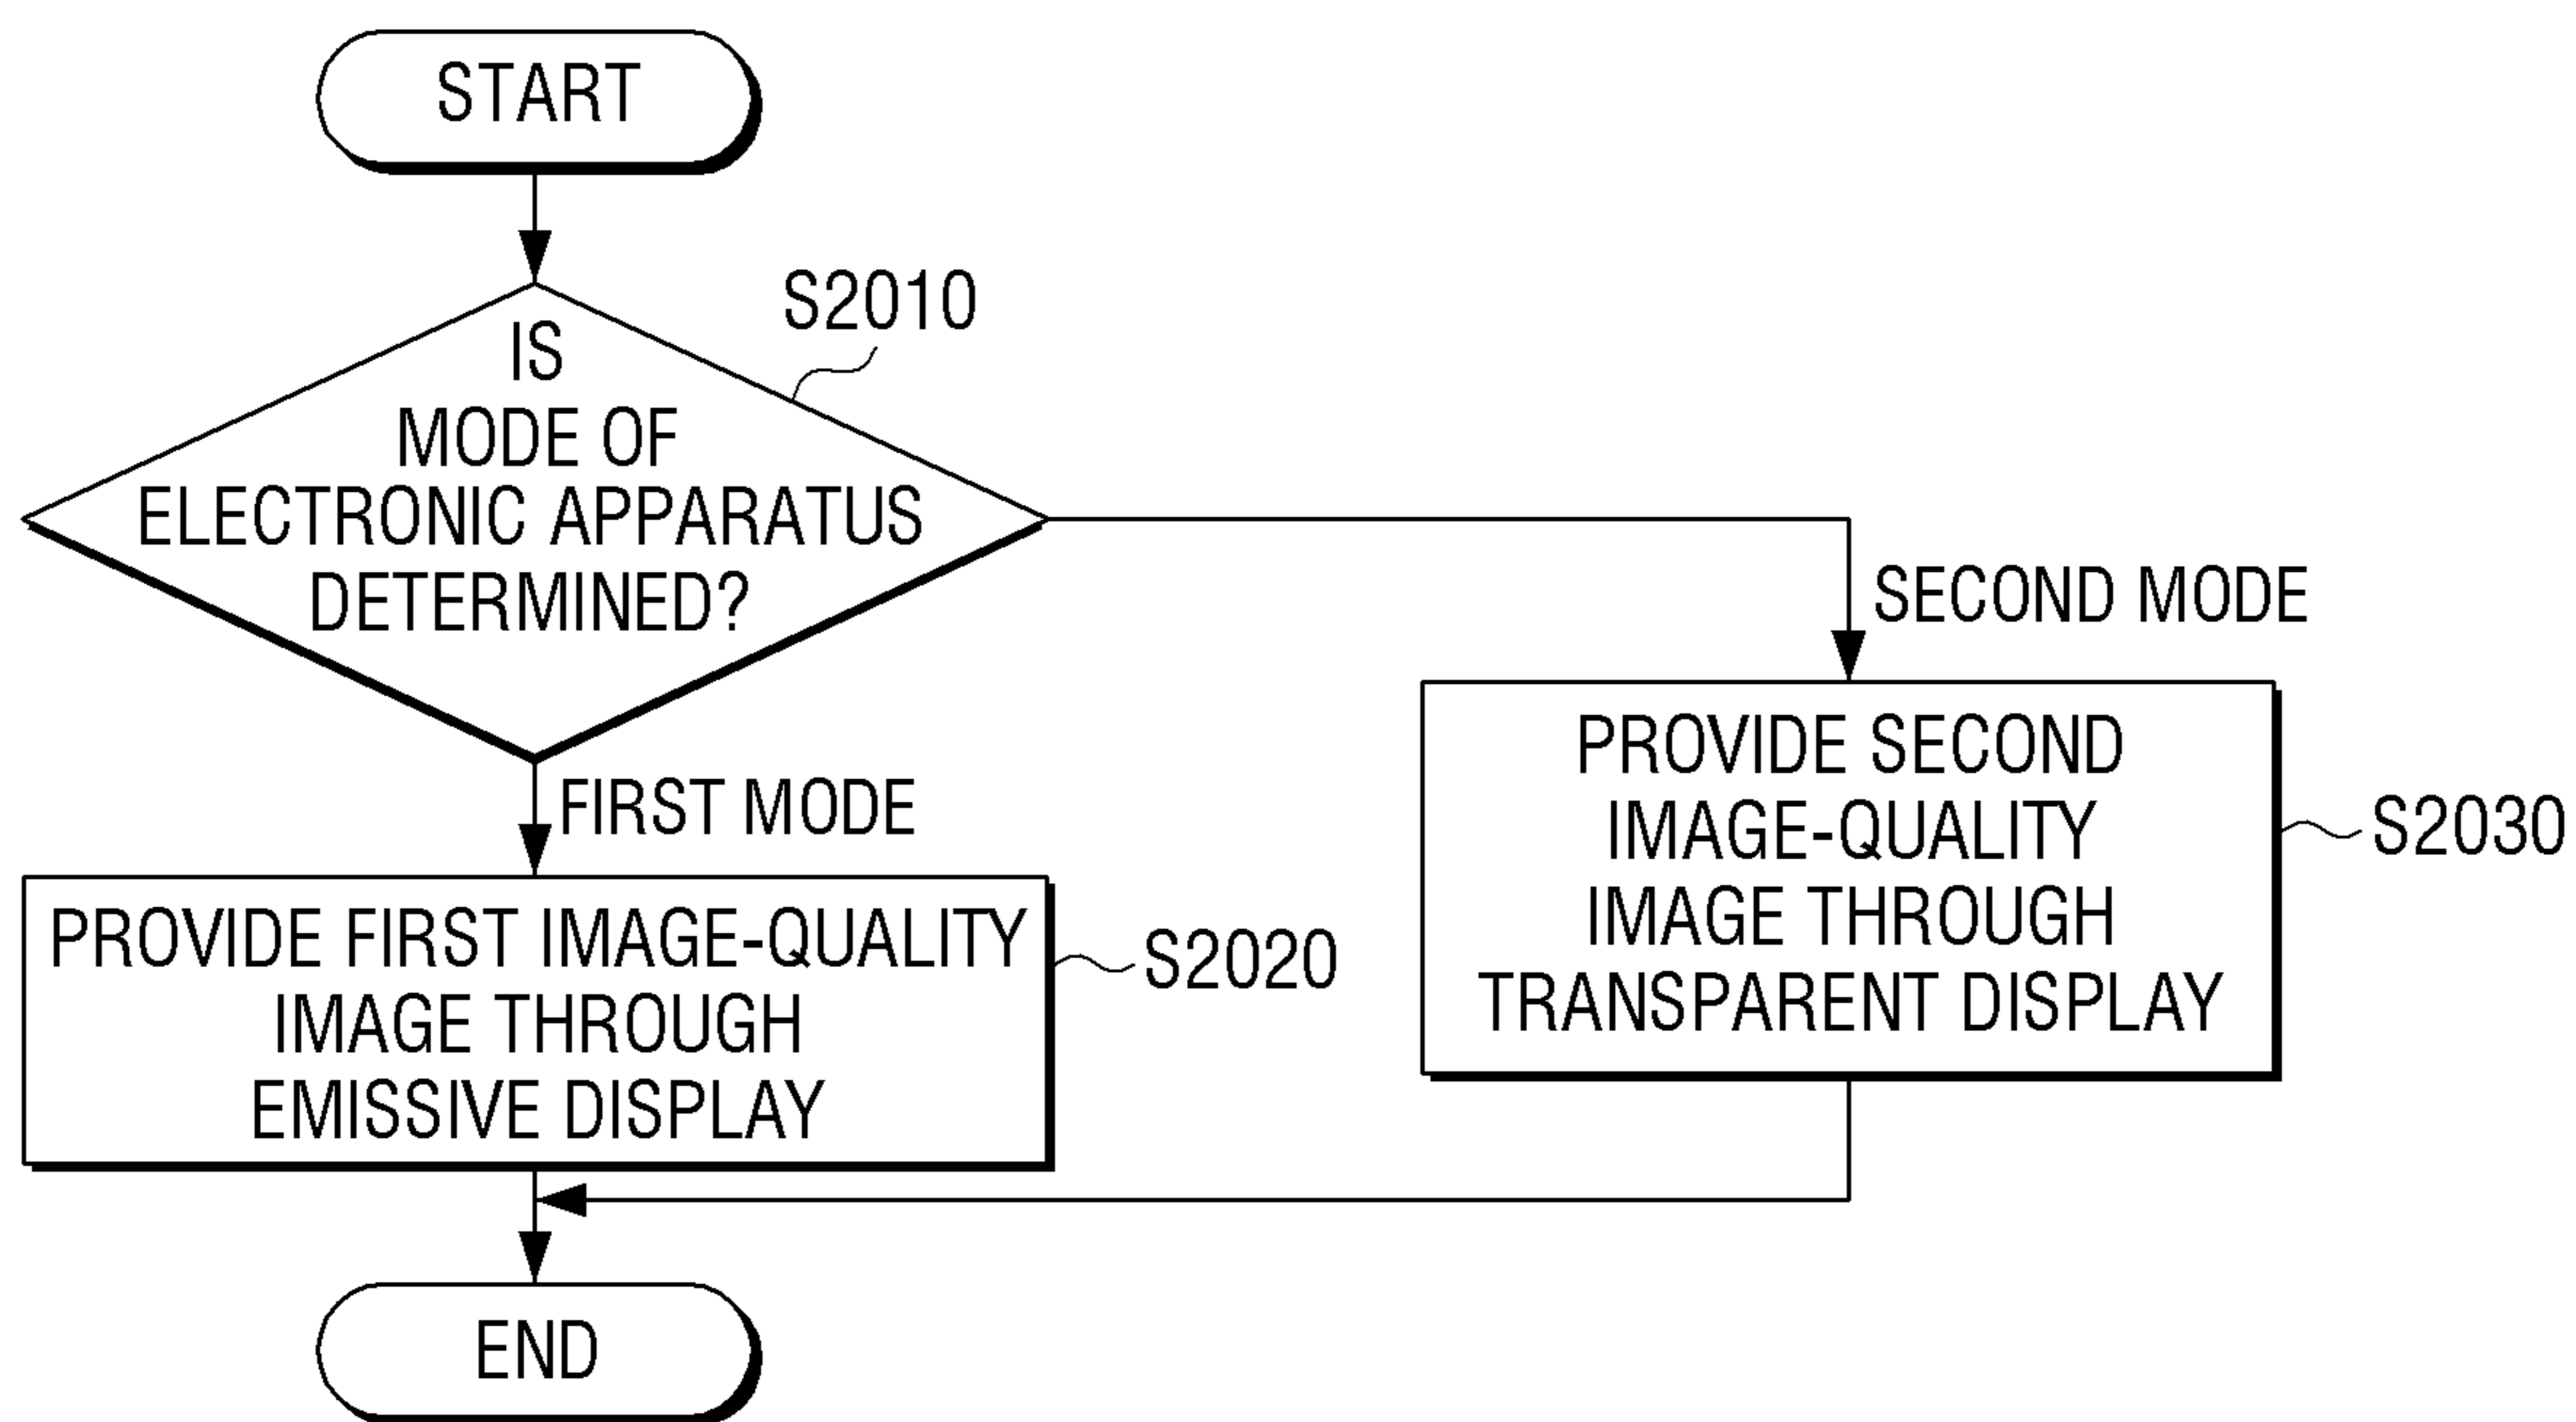 START
S2010
IS
MODE OF
ELECTRONIC APPARATUS
DETERMINED?
SECOND MODE
FIRST MODE
PROVIDE SECOND
IMAGE-QUALITY
IMAGE THROUGH
TRANSPARENT DISPLAY
S2030
PROVIDE FIRST IMAGE-QUALITY
IMAGE THROUGH
EMISSIVE DISPLAY
S2020
END